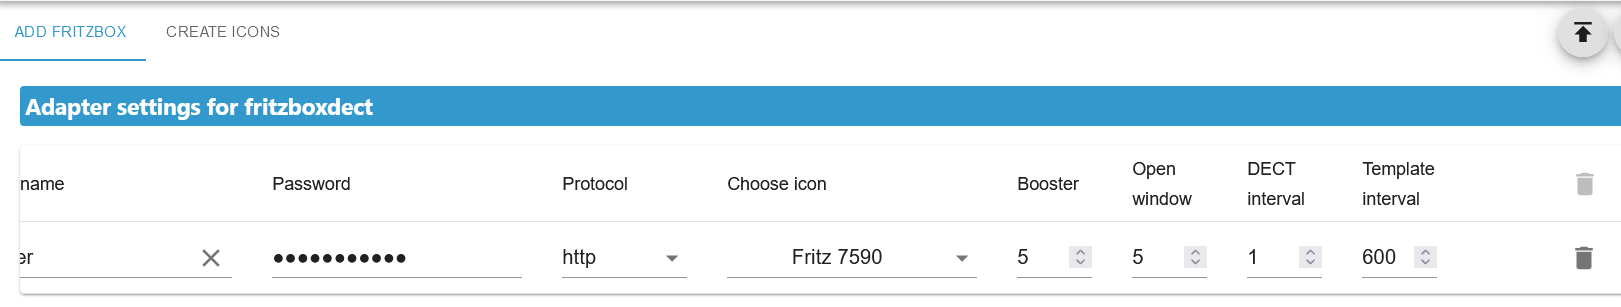 ADD FRITZBOX CREATE ICONS
Adapter settings for fritzboxdect
name Password Protocol Choose icon Booster Open window DECT interval Template interval
er ●●●●●●●●●●● http Fritz 7590 5 5 1 600